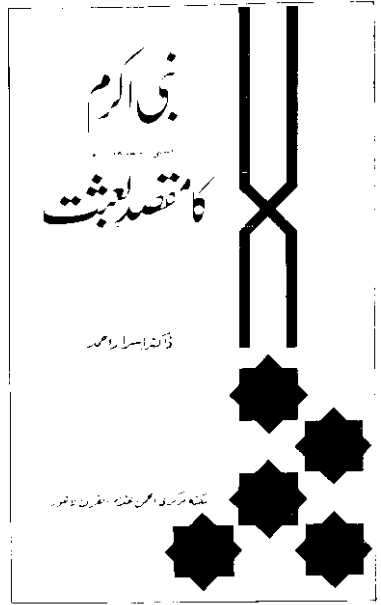 نبی اکرم
کا مقصدِ بعثت
ڈاکٹر اسرار احمد
مکتبہ مرکزی انجمن خدام القرآن لاہور